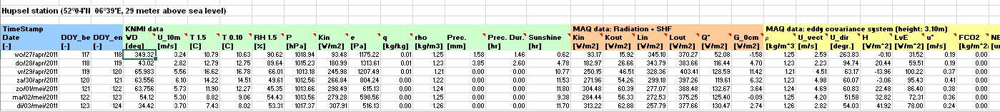 Hupsel station (52°04'N 06°39'E, 29 meter above sea level)
TimeStamp KNMI data MAQ data: Radiation + SHF MAQ data: eddy covariance system (height: 3.10m)
Date DOY_be DOY_en WD U_10m T 1.5 T 0.10 RH 1.5 P Kin e q rho Prec. Prec. Dur. Sunshine Kin Kout Lin Lout Q* G_0cm ρ U_vect U_dir H LvE u* FCO2 NE
[-] [-] [-] [deg] [m/s] [C] [C] [%] [hPa] [W/m2] [Pa] [kg/kg] [kg/m3] [mm] [hr] [hr] [W/m2] [W/m2] [W/m2] [W/m2] [W/m2] [W/m2] [kg/m^3] [m/s] [degr.] [W/m^2] [W/m^2] [m/s] [kg/m2/ [un
wo/27/apr/2011 117 118 349.32 3.24 10.79 10.63 90.62 1018.94 93.48 1175.22 0.01 1.25 1.58 1.46 0.62 93.17 15.92 345.10 370.27 52.08 -1.58 1.25 2.59 263.83 -0.10 31.52 0.19 0.00
do/28/apr/2011 118 119 43.02 2.82 12.79 12.75 89.64 1015.23 180.99 1313.61 0.01 1.23 3.85 2.60 4.78 182.97 26.66 343.79 383.66 116.44 4.70 1.23 2.23 94.74 20.44 59.51 0.19 0.00
vr/29/apr/2011 119 120 65.983 5.56 16.62 16.78 66.01 1013.18 245.98 1207.49 0.01 1.21 0.00 0.00 10.77 250.15 46.51 328.36 403.41 128.59 11.42 1.21 4.51 63.17 -13.96 100.22 0.37 0.00
za/30/apr/2011 120 121 63.556 6.10 14.22 14.51 49.61 1012.56 266.84 804.24 0.00 1.22 0.00 0.00 11.53 271.96 54.26 299.18 397.26 119.61 6.32 1.23 4.98 60.07 -3.06 95.43 0.41 0.00
zo/01/mei/2011 121 122 63.756 5.73 11.90 12.27 45.35 1013.66 298.49 615.13 0.00 1.24 0.00 0.00 11.80 304.48 60.39 277.07 388.48 132.67 3.64 1.24 4.69 60.83 22.48 86.40 0.38 0.00
ma/02/mei/2011 122 123 54.12 5.30 8.82 9.06 54.43 1013.56 279.28 598.56 0.00 1.25 0.00 0.00 9.38 284.44 56.33 272.53 375.25 125.40 -0.09 1.25 4.20 51.58 32.82 72.31 0.36 0.00
di/03/mei/2011 123 124 34.42 3.70 7.43 8.02 53.31 1017.37 307.91 516.13 0.00 1.26 0.00 0.00 11.70 313.22 62.88 257.79 377.66 130.47 2.74 1.26 2.82 54.03 41.92 78.00 0.24 0.00